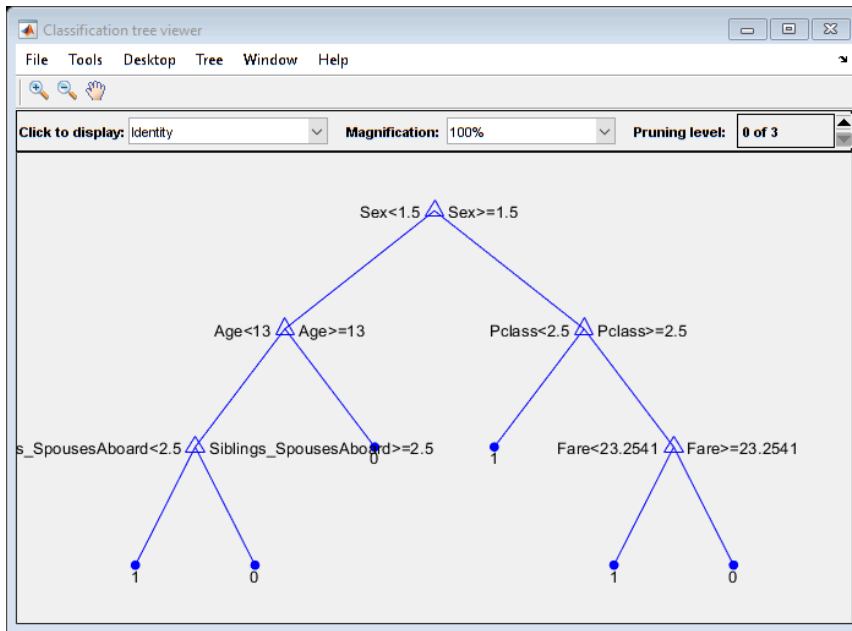 Classification tree viewer
File Tools Desktop Tree Window Help
Click to display: Identity Magnification: 100% Pruning level: 0 of 3
Sex<1.5 Sex>=1.5
Age<13 Age>=13 Pclass<2.5 Pclass>=2.5
s_SpousesAboard<2.5 Siblings_SpousesAboard>=2.5 Fare<23.2541 Fare>=23.2541
0 1
1 0 1 0